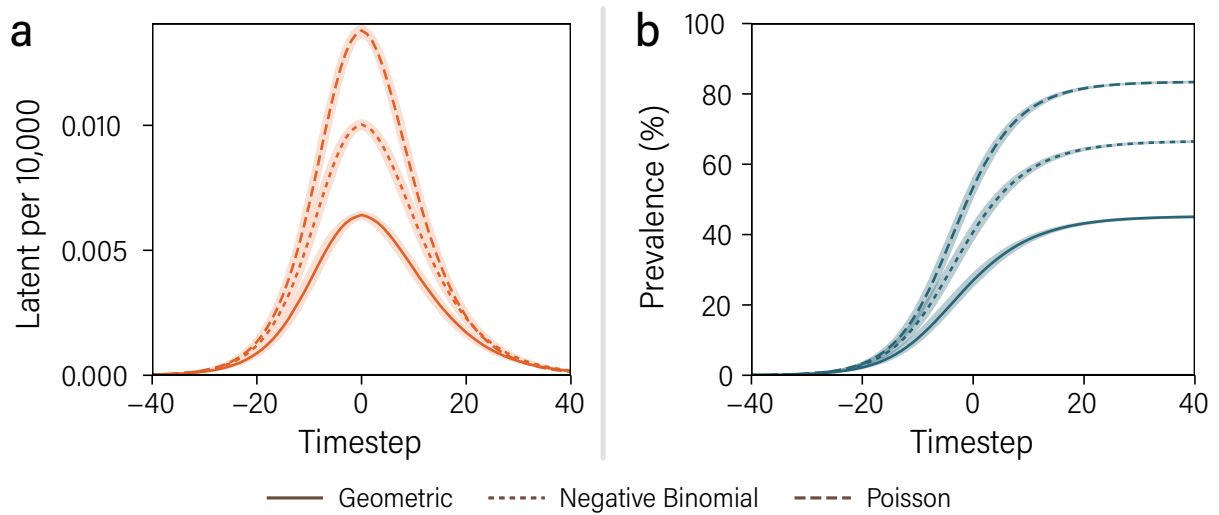 a
Latent per 10,000
0.010
0.005
0.000
–40
–20
0
20
40
Timestep
b
Prevalence (%)
100
80
60
40
20
0
–40
–20
0
20
40
Timestep
Geometric
Negative Binomial
Poisson